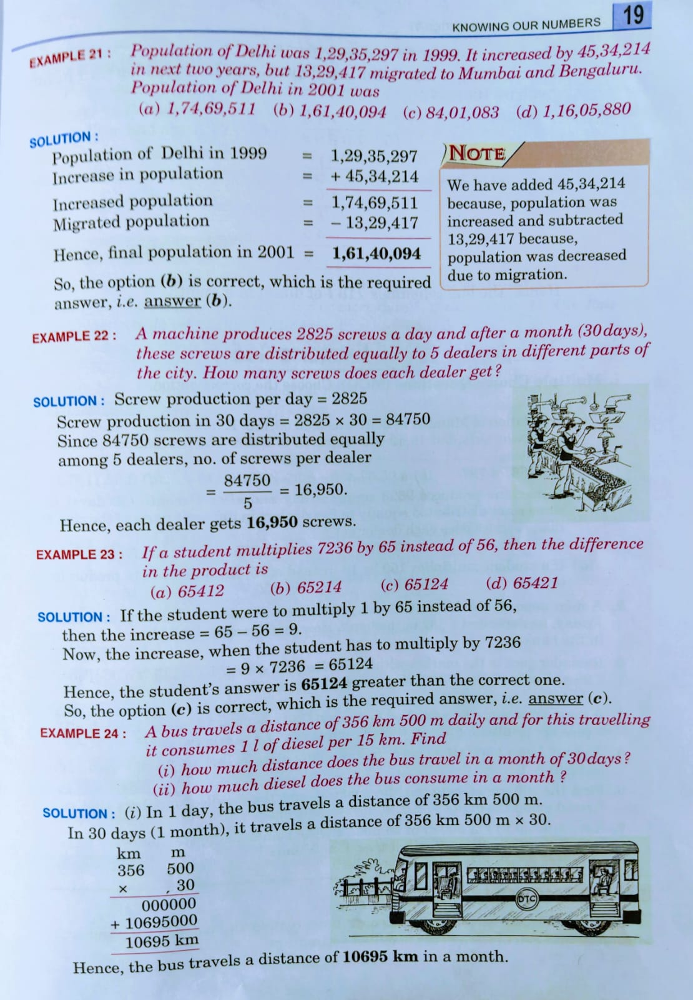 KNOWING OUR NUMBERS 19
EXAMPLE 21 : Population of Delhi was 1,29,35,297 in 1999. It increased by 45,34,214
in next two years, but 13,29,417 migrated to Mumbai and Bengaluru.
Population of Delhi in 2001 was
(a) 1,74,69,511 (b) 1,61,40,094 (c) 84,01,083 (d) 1,16,05,880
SOLUTION :
Population of Delhi in 1999 = 1,29,35,297
Increase in population = + 45,34,214
Increased population = 1,74,69,511
Migrated population = – 13,29,417
Hence, final population in 2001 = 1,61,40,094
So, the option (b) is correct, which is the required
answer, i.e. answer (b).
NOTE
We have added 45,34,214
because, population was
increased and subtracted
13,29,417 because,
population was decreased
due to migration.
EXAMPLE 22 : A machine produces 2825 screws a day and after a month (30 days),
these screws are distributed equally to 5 dealers in different parts of
the city. How many screws does each dealer get?
SOLUTION : Screw production per day = 2825
Screw production in 30 days = 2825 × 30 = 84750
Since 84750 screws are distributed equally
among 5 dealers, no. of screws per dealer
= 84750/5 = 16,950.
Hence, each dealer gets 16,950 screws.
EXAMPLE 23 : If a student multiplies 7236 by 65 instead of 56, then the difference
in the product is
(a) 65412 (b) 65214 (c) 65124 (d) 65421
SOLUTION : If the student were to multiply 1 by 65 instead of 56,
then the increase = 65 – 56 = 9.
Now, the increase, when the student has to multiply by 7236
= 9 × 7236 = 65124
Hence, the student's answer is 65124 greater than the correct one.
So, the option (c) is correct, which is the required answer, i.e. answer (c).
EXAMPLE 24 : A bus travels a distance of 356 km 500 m daily and for this travelling
it consumes 1 l of diesel per 15 km. Find
(i) how much distance does the bus travel in a month of 30 days?
(ii) how much diesel does the bus consume in a month ?
SOLUTION : (i) In 1 day, the bus travels a distance of 356 km 500 m.
In 30 days (1 month), it travels a distance of 356 km 500 m × 30.
km m
356 500
× , 30
000000
+ 10695000
10695 km
DTC
Hence, the bus travels a distance of 10695 km in a month.